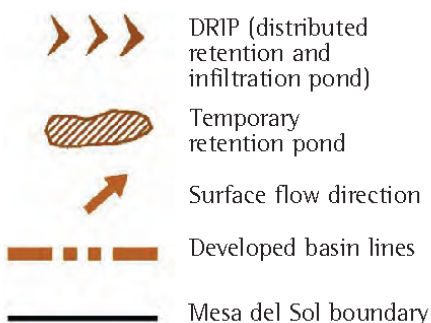 DRIP (distributed
retention and
infiltration pond)
Temporary
retention pond
Surface flow direction
Developed basin lines
Mesa del Sol boundary